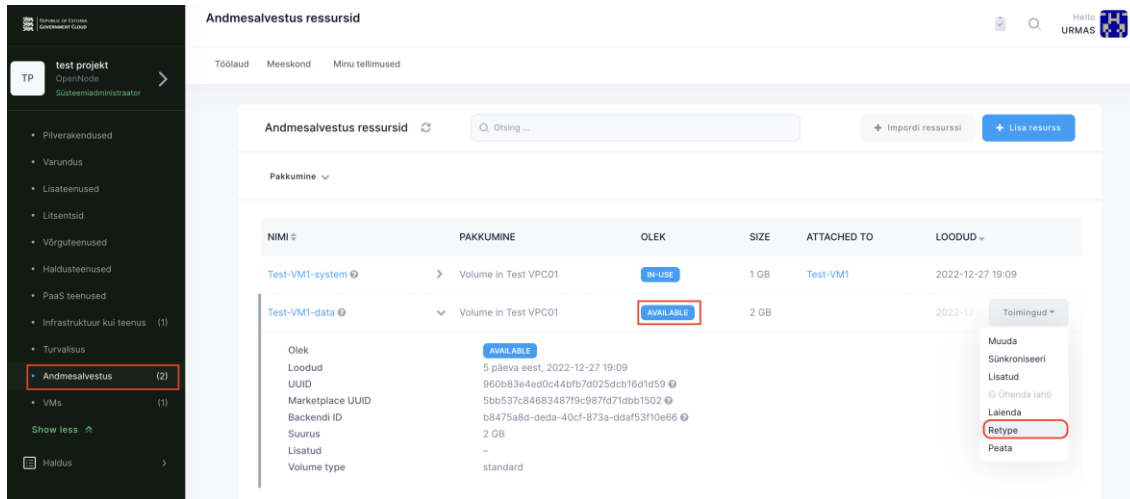 REPUBLIC OF ESTONIA
GOVERNMENT CLOUD
Andmesalvestus ressursid
Hello
URMAS
TP
test projekt
OpenNode
Süsteemiadministraator
Töölaud Meeskond Minu tellimused
Pilverakendused
Varundus
Lisateenused
Litsentsid
Võrguteenused
Haldusteenused
PaaS teenused
Infrastruktuur kui teenus (1)
Turvalisus
Andmesalvestus (2)
VMs (1)
Show less
Haldus
Andmesalvestus ressursid
Otsing ...
+ Impordi ressurssi
+ Lisa resurss
Pakkumine
NIMI PAKKUMINE OLEK SIZE ATTACHED TO LOODUD
Test-VM1-system Volume in Test VPC01 IN-USE 1 GB Test-VM1 2022-12-27 19:09
Test-VM1-data Volume in Test VPC01 AVAILABLE 2 GB 2022-12 Toimingud
Olek AVAILABLE
Loodud 5 päeva eest, 2022-12-27 19:09
UUID 960b83e4ed0c44bfb7d025dcb16d1d59
Marketplace UUID 5bb537c84683487f9c987fd71dbb1502
Backendi ID b8475a8d-deda-40cf-873a-ddaf53f10e66
Suurus 2 GB
Lisatud –
Volume type standard
Muuda
Sünkroniseeri
Lisatud
Ühenda lahti
Laienda
Retype
Peata